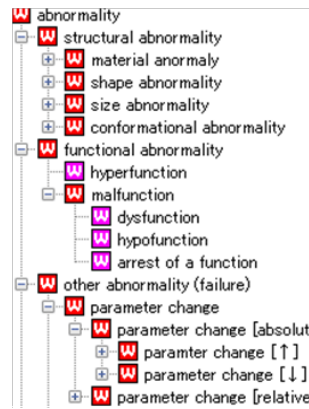 abnormality
structural abnormality
material anormaly
shape abnormality
size abnormality
conformational abnormality
functional abnormality
hyperfunction
malfunction
dysfunction
hypofunction
arrest of a function
other abnormality (failure)
parameter change
parameter change [absolut
paramter change [↑]
parameter change [↓]
parameter change [relative